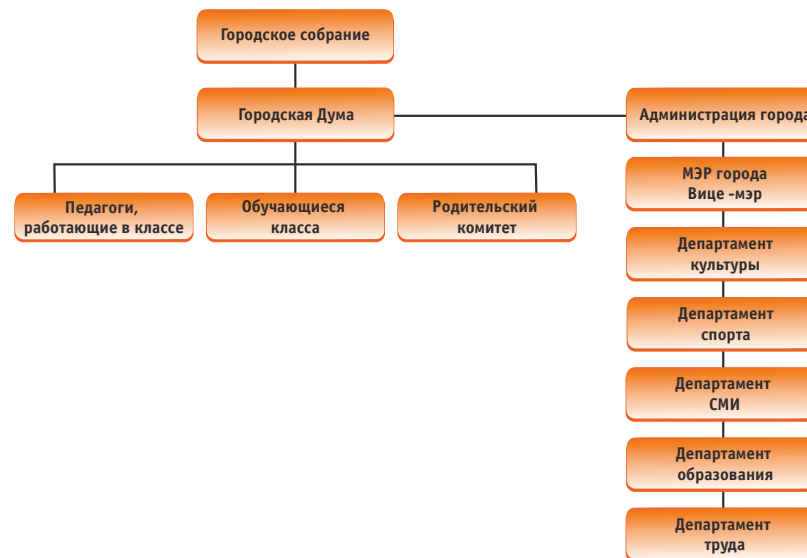 Городское собрание
Городская Дума
Администрация города
Педагоги,
работающие в классе
Обучающиеся
класса
Родительский
комитет
МЭР города
Вице -мэр
Департамент
культуры
Департамент
спорта
Департамент
СМИ
Департамент
образования
Департамент
труда